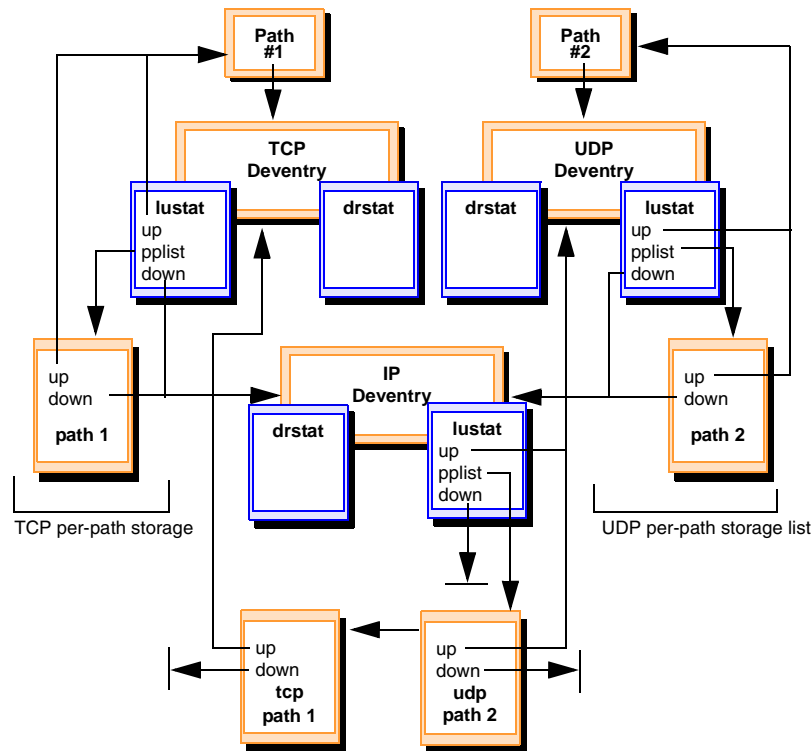 Path
#1
Path
#2
TCP
Deventry
UDP
Deventry
lustat
up
pplist
down
drstat
drstat
lustat
up
pplist
down
up
down
path 1
IP
Deventry
drstat
lustat
up
pplist
down
up
down
path 2
TCP per-path storage
UDP per-path storage list
up
down
tcp
path 1
up
down
udp
path 2